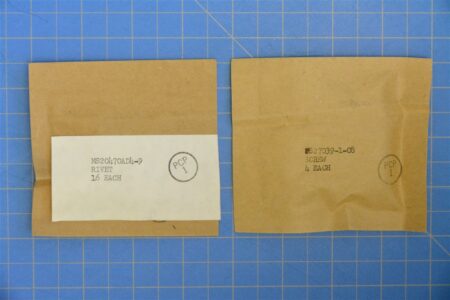 MS20470AD4-9
RIVET
16 EACH
PCP
1
MS27039-1-08
SCREW
4 EACH
PCP
1